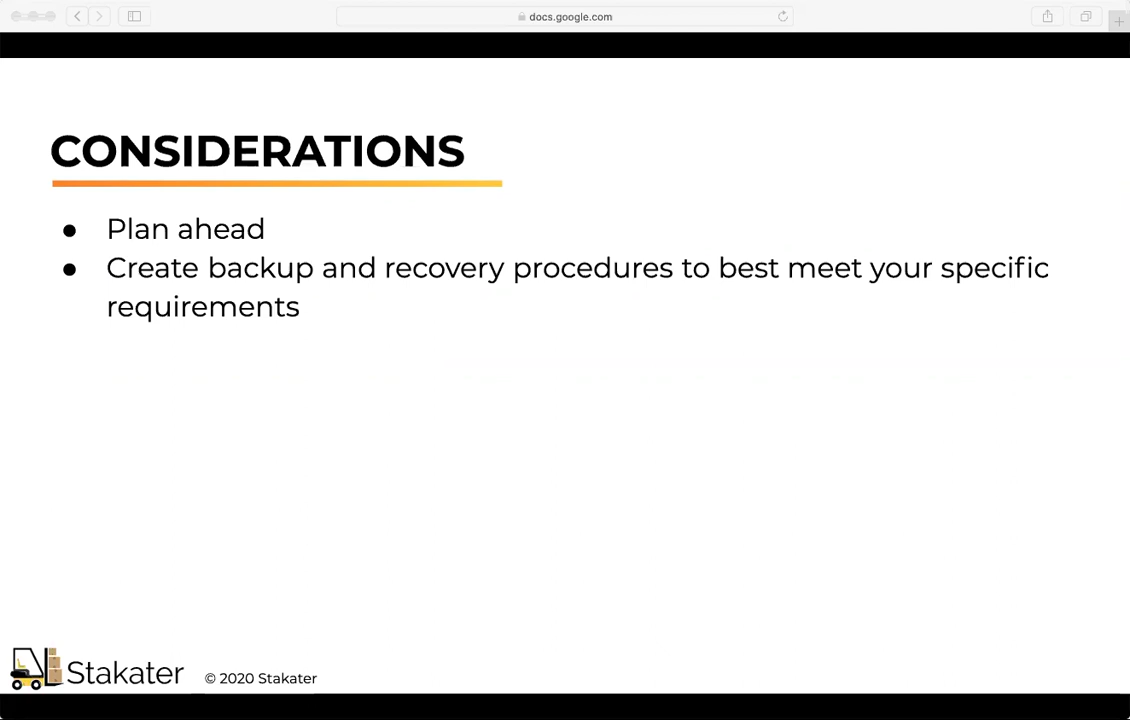 docs.google.com
CONSIDERATIONS
● Plan ahead
● Create backup and recovery procedures to best meet your specific
requirements
Stakater © 2020 Stakater